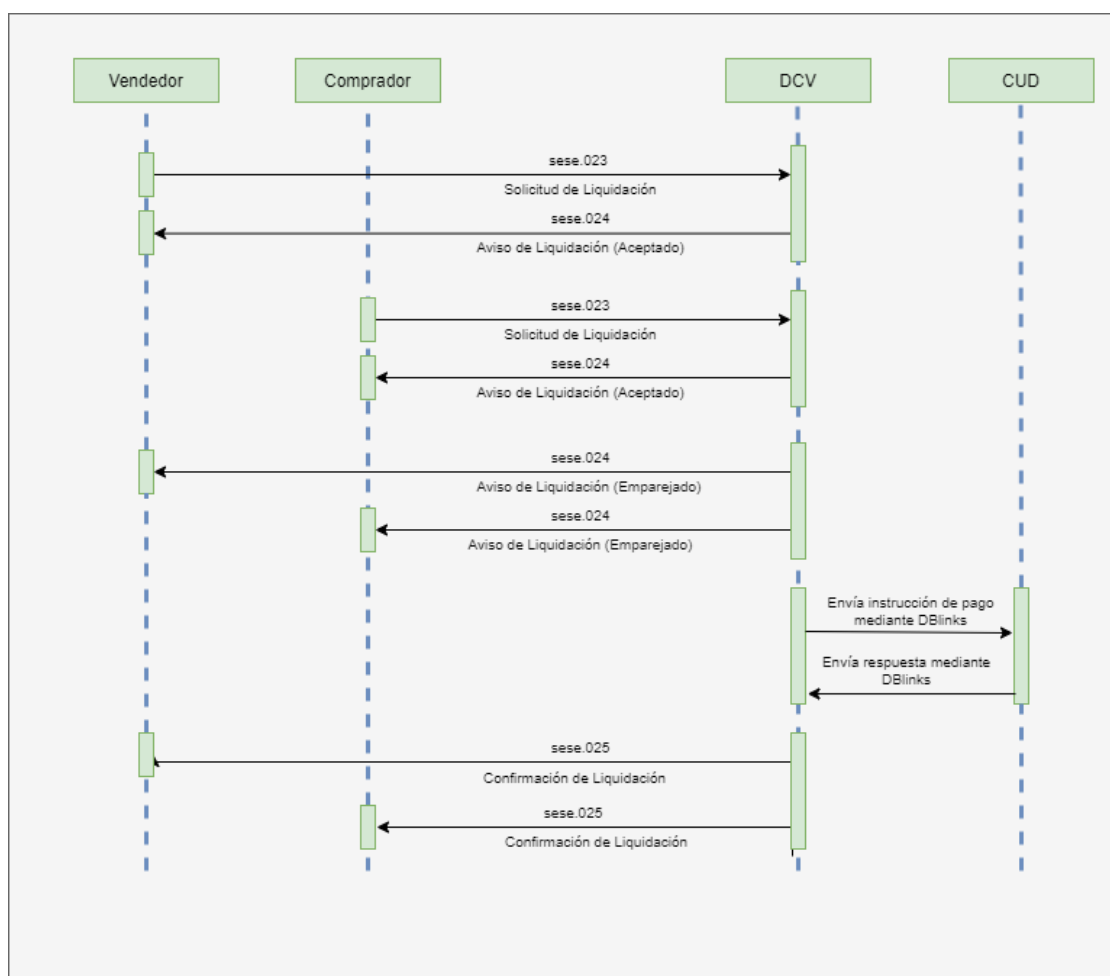 Vendedor
Comprador
DCV
CUD
sese.023
Solicitud de Liquidación
sese.024
Aviso de Liquidación (Aceptado)
sese.023
Solicitud de Liquidación
sese.024
Aviso de Liquidación (Aceptado)
sese.024
Aviso de Liquidación (Emparejado)
sese.024
Aviso de Liquidación (Emparejado)
Envía instrucción de pago
mediante DBlinks
Envía respuesta mediante
DBlinks
sese.025
Confirmación de Liquidación
sese.025
Confirmación de Liquidación